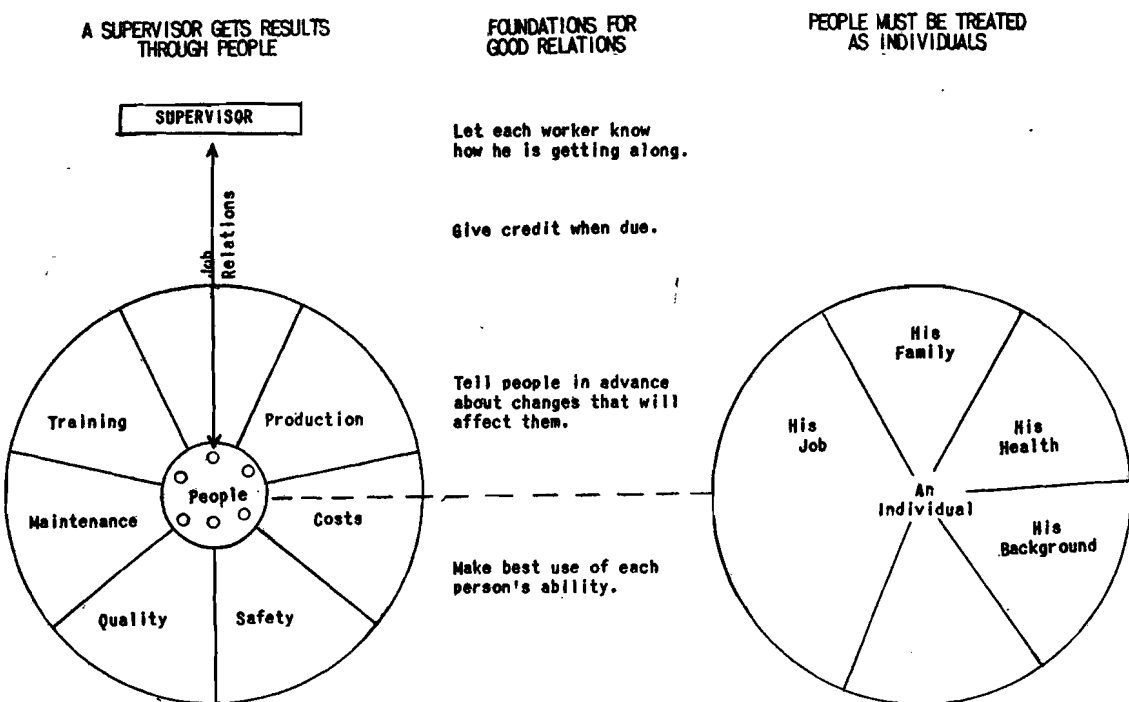 A SUPERVISOR GETS RESULTS
THROUGH PEOPLE
SUPERVISOR
Job
Relations
Training
Production
Maintenance
People
Costs
Quality
Safety
FOUNDATIONS FOR
GOOD RELATIONS
Let each worker know
how he is getting along.
Give credit when due.
Tell people in advance
about changes that will
affect them.
Make best use of each
person's ability.
PEOPLE MUST BE TREATED
AS INDIVIDUALS
His
Family
His
Job
His
Health
An
Individual
His
Background